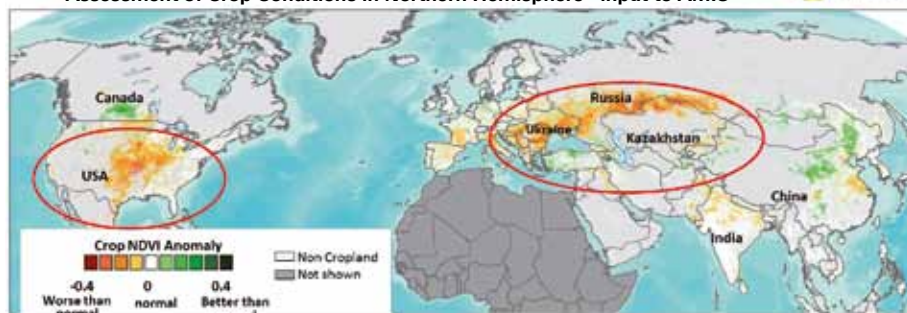 Assessment of Crop Conditions in Northern Hemisphere - Input to AMIS
Canada
Russia
Ukraine
Kazakhstan
USA
China
India
Crop NDVI Anomaly
-0.4 0 0.4
Worse than normal Better than
normal
Non Cropland
Not shown